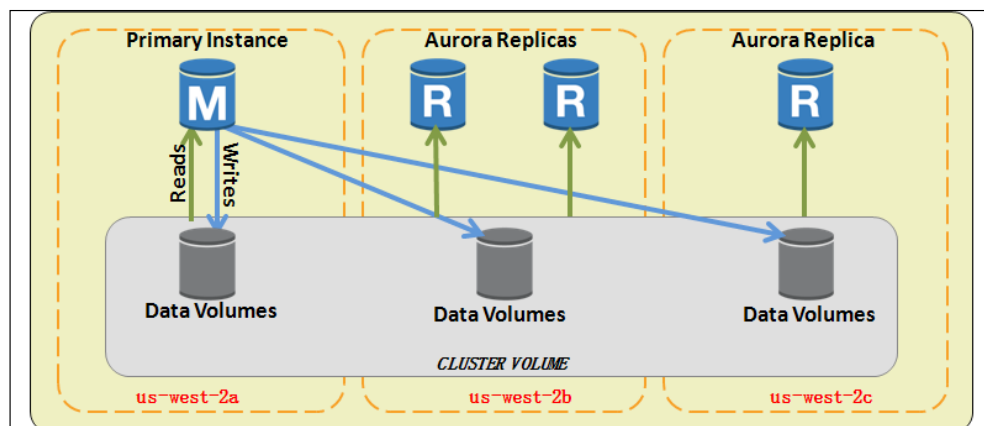 Primary Instance
Aurora Replicas
Aurora Replica
M
R
R
R
Reads
Writes
Data Volumes
Data Volumes
Data Volumes
CLUSTER VOLUME
us-west-2a
us-west-2b
us-west-2c